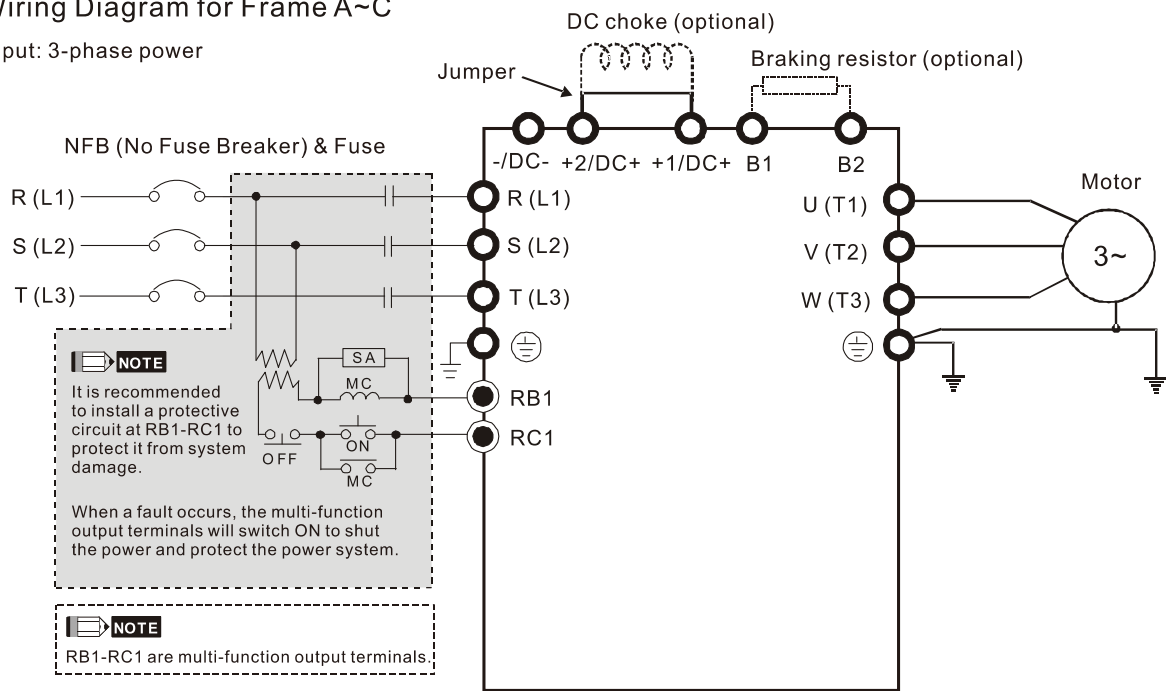 Wiring Diagram for Frame A~C
put: 3-phase power
DC choke (optional)
Jumper
Braking resistor (optional)
NFB (No Fuse Breaker) & Fuse
-/DC- +2/DC+ +1/DC+ B1 B2
Motor
R (L1)
R (L1)
U (T1)
S (L2)
S (L2)
V (T2)
3~
T (L3)
T (L3)
W (T3)
NOTE
It is recommended
to install a protective
circuit at RB1-RC1 to
protect it from system
damage.
SA
MC
RB1
OFF
ON
RC1
MC
When a fault occurs, the multi-function
output terminals will switch ON to shut
the power and protect the power system.
NOTE
RB1-RC1 are multi-function output terminals.